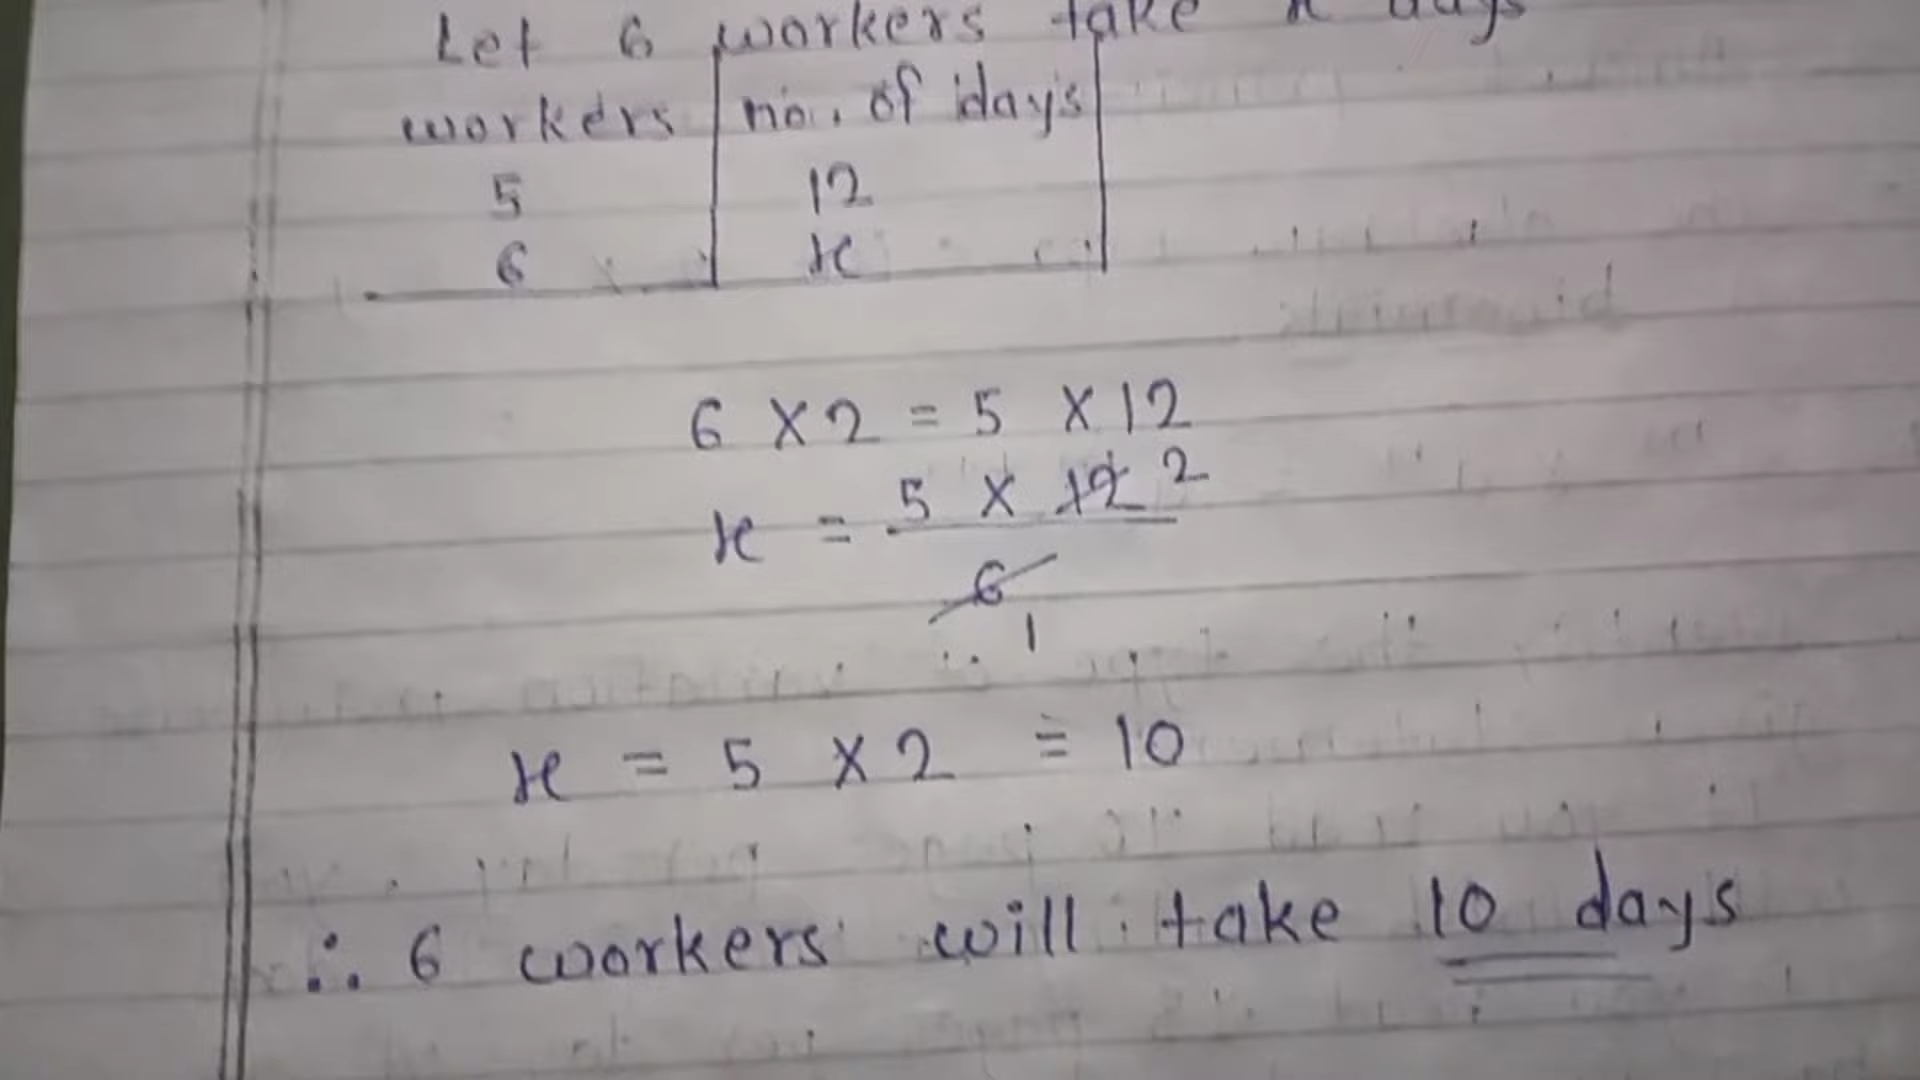 Let 6 workers take x days
workers no. of days
5 12
6 x
6 × 2 = 5 × 12
x = 5 × 12 2
6
1
x = 5 × 2 = 10
∴ 6 workers will take 10 days